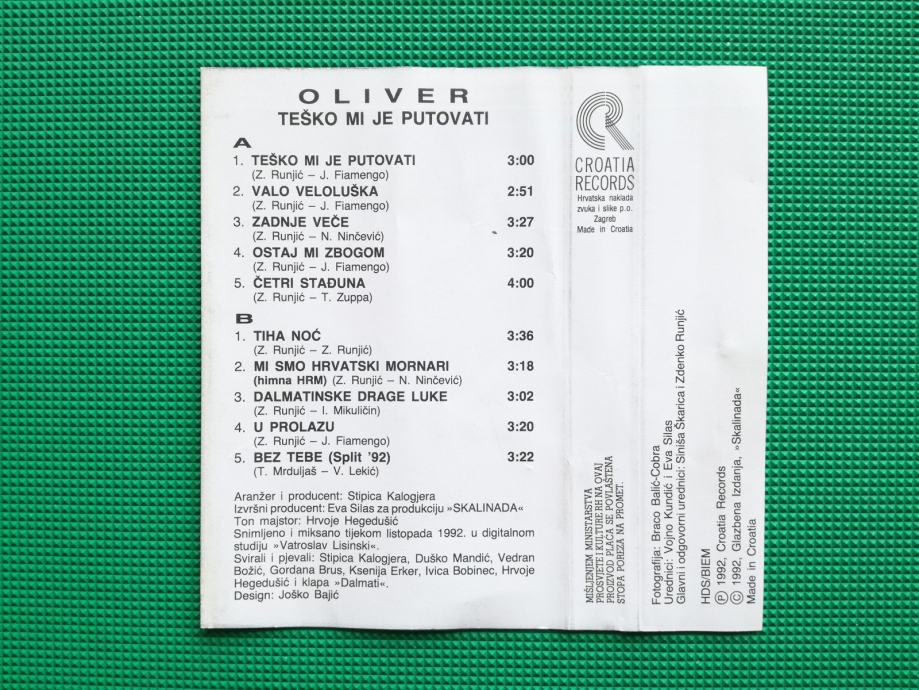 OLIVER
TEŠKO MI JE PUTOVATI
A
1. TEŠKO MI JE PUTOVATI 3:00
(Z. Runjić – J. Fiamengo)
2. VALO VELOLUŠKA 2:51
(Z. Runjić – J. Fiamengo)
3. ZADNJE VEČE 3:27
(Z. Runjić – N. Ninčević)
4. OSTAJ MI ZBOGOM 3:20
(Z. Runjić – J. Fiamengo)
5. ČETRI STAĐUNA 4:00
(Z. Runjić – T. Zuppa)
B
1. TIHA NOĆ 3:36
(Z. Runjić – Z. Runjić)
2. MI SMO HRVATSKI MORNARI 3:18
(himna HRM) (Z. Runjić – N. Ninčević)
3. DALMATINSKE DRAGE LUKE 3:02
(Z. Runjić – I. Mikuličin)
4. U PROLAZU 3:20
(Z. Runjić – J. Fiamengo)
5. BEZ TEBE (Split '92) 3:22
(T. Mrduljaš – V. Lekić)
Aranžer i producent: Stipica Kalogjera
Izvršni producent: Eva Silas za produkciju »SKALINADA«
Ton majstor: Hrvoje Hegedušić
Snimljeno i miksano tijekom listopada 1992. u digitalnom
studiju »Vatroslav Lisinski«.
Svirali i pjevali: Stipica Kalogjera, Duško Mandić, Vedran
Božić, Gordana Brus, Ksenija Erker, Ivica Bobinec, Hrvoje
Hegedušić i klapa »Dalmati«.
Design: Joško Bajić
CR
CROATIA
RECORDS
Hrvatska naklada
zvuka i slike p.o.
Zagreb
Made in Croatia
MIŠLJENJEM MINISTARSTVA
PROSVJETE I KULTURE RH NA OVAJ
PROIZVOD PLAĆA SE POVLAŠTENA
STOPA POREZA NA PROMET.
Fotografija: Braco Balić-Cobra
Urednici: Vojno Kundić i Eva Silas
Glavni i odgovorni urednici: Siniša Škarica i Zdenko Runjić
HDS/BIEM
Ⓟ 1992, Croatia Records
Ⓒ 1992, Glazbena Izdanja, »Skalinada«
Made in Croatia